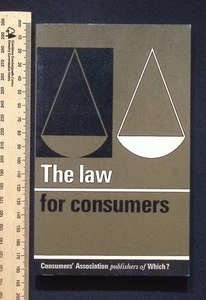 The law
for consumers
Consumers' Association publishers of Which?